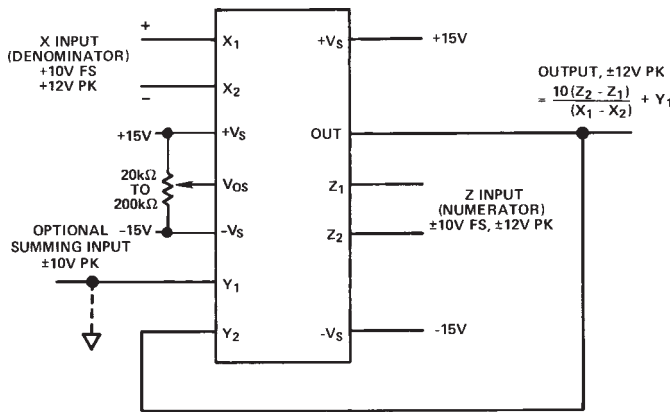 X INPUT
(DENOMINATOR)
+10V FS
+12V PK
+
–
X1
X2
+15V
+VS
20kΩ
TO
200kΩ
VOS
–15V
–VS
OPTIONAL
SUMMING INPUT
±10V PK
Y1
Y2
+VS
+15V
OUT
OUTPUT, ±12V PK
= 10(Z2 - Z1) / (X1 - X2) + Y1
Z1
Z2
Z INPUT
(NUMERATOR)
±10V FS, ±12V PK
–VS
-15V